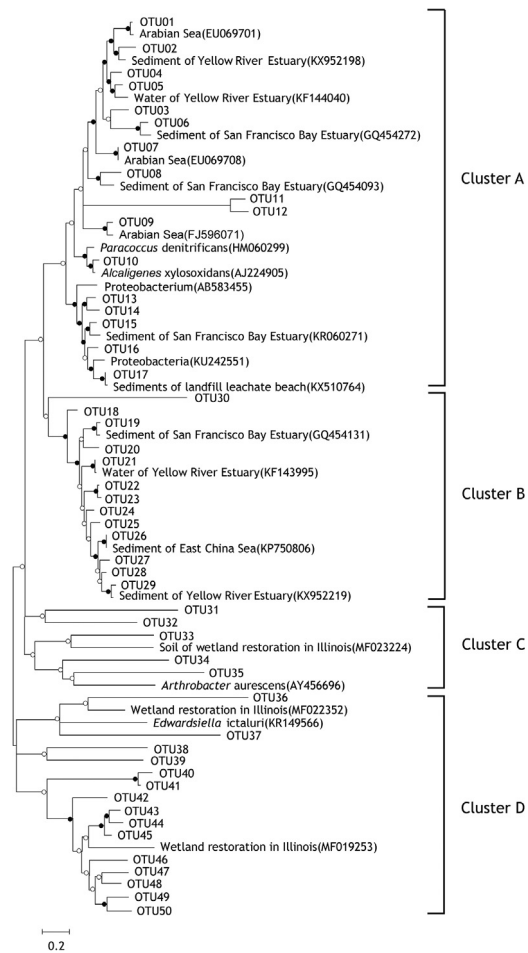 OTU01
Arabian Sea(EU069701)
OTU02
Sediment of Yellow River Estuary(KX952198)
OTU04
OTU05
Water of Yellow River Estuary(KF144040)
OTU03
OTU06
Sediment of San Francisco Bay Estuary(GQ454272)
OTU07
Arabian Sea(EU069708)
OTU08
Sediment of San Francisco Bay Estuary(GQ454093)
Cluster A
OTU11
OTU12
OTU09
Arabian Sea(FJ596071)
Paracoccus denitrificans(HM060299)
OTU10
Alcaligenes xylosoxidans(AJ224905)
Proteobacterium(AB583455)
OTU13
OTU14
OTU15
Sediment of San Francisco Bay Estuary(KR060271)
OTU16
Proteobacteria(KU242551)
OTU17
Sediments of landfill leachate beach(KX510764)
OTU30
OTU18
OTU19
Sediment of San Francisco Bay Estuary(GQ454131)
OTU20
OTU21
Water of Yellow River Estuary(KF143995)
OTU22
Cluster B
OTU23
OTU24
OTU25
OTU26
Sediment of East China Sea(KP750806)
OTU27
OTU28
OTU29
Sediment of Yellow River Estuary(KX952219)
OTU31
OTU32
OTU33
Soil of wetland restoration in Illinois(MF023224)
Cluster C
OTU34
OTU35
Arthrobacter aurescens(AY456696)
OTU36
Wetland restoration in Illinois(MF022352)
Edwardsiella ictaluri(KR149566)
OTU37
OTU38
OTU39
OTU40
OTU41
OTU42
Cluster D
OTU43
OTU44
OTU45
Wetland restoration in Illinois(MF019253)
OTU46
OTU47
OTU48
OTU49
OTU50
0.2